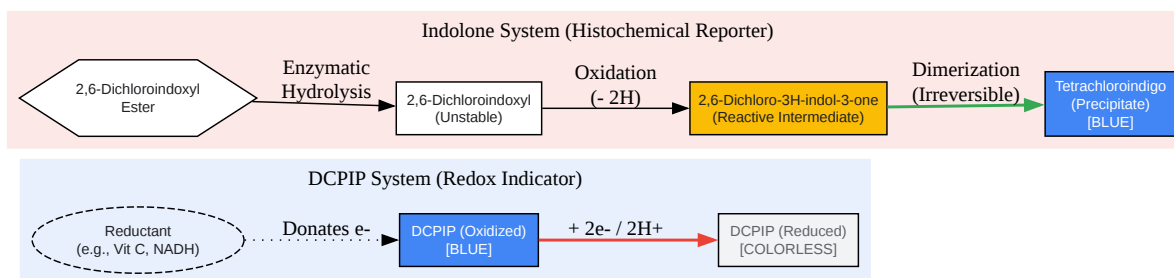 Indolone System (Histochemical Reporter)
2,6-Dichloroindoxyl
Ester
Enzymatic
Hydrolysis
2,6-Dichloroindoxyl
(Unstable)
Oxidation
(- 2H)
2,6-Dichloro-3H-indol-3-one
(Reactive Intermediate)
Dimerization
(Irreversible)
Tetrachloroindigo
(Precipitate)
[BLUE]
DCPIP System (Redox Indicator)
Reductant
(e.g., Vit C, NADH)
Donates e-
DCPIP (Oxidized)
[BLUE]
+ 2e- / 2H+
DCPIP (Reduced)
[COLORLESS]